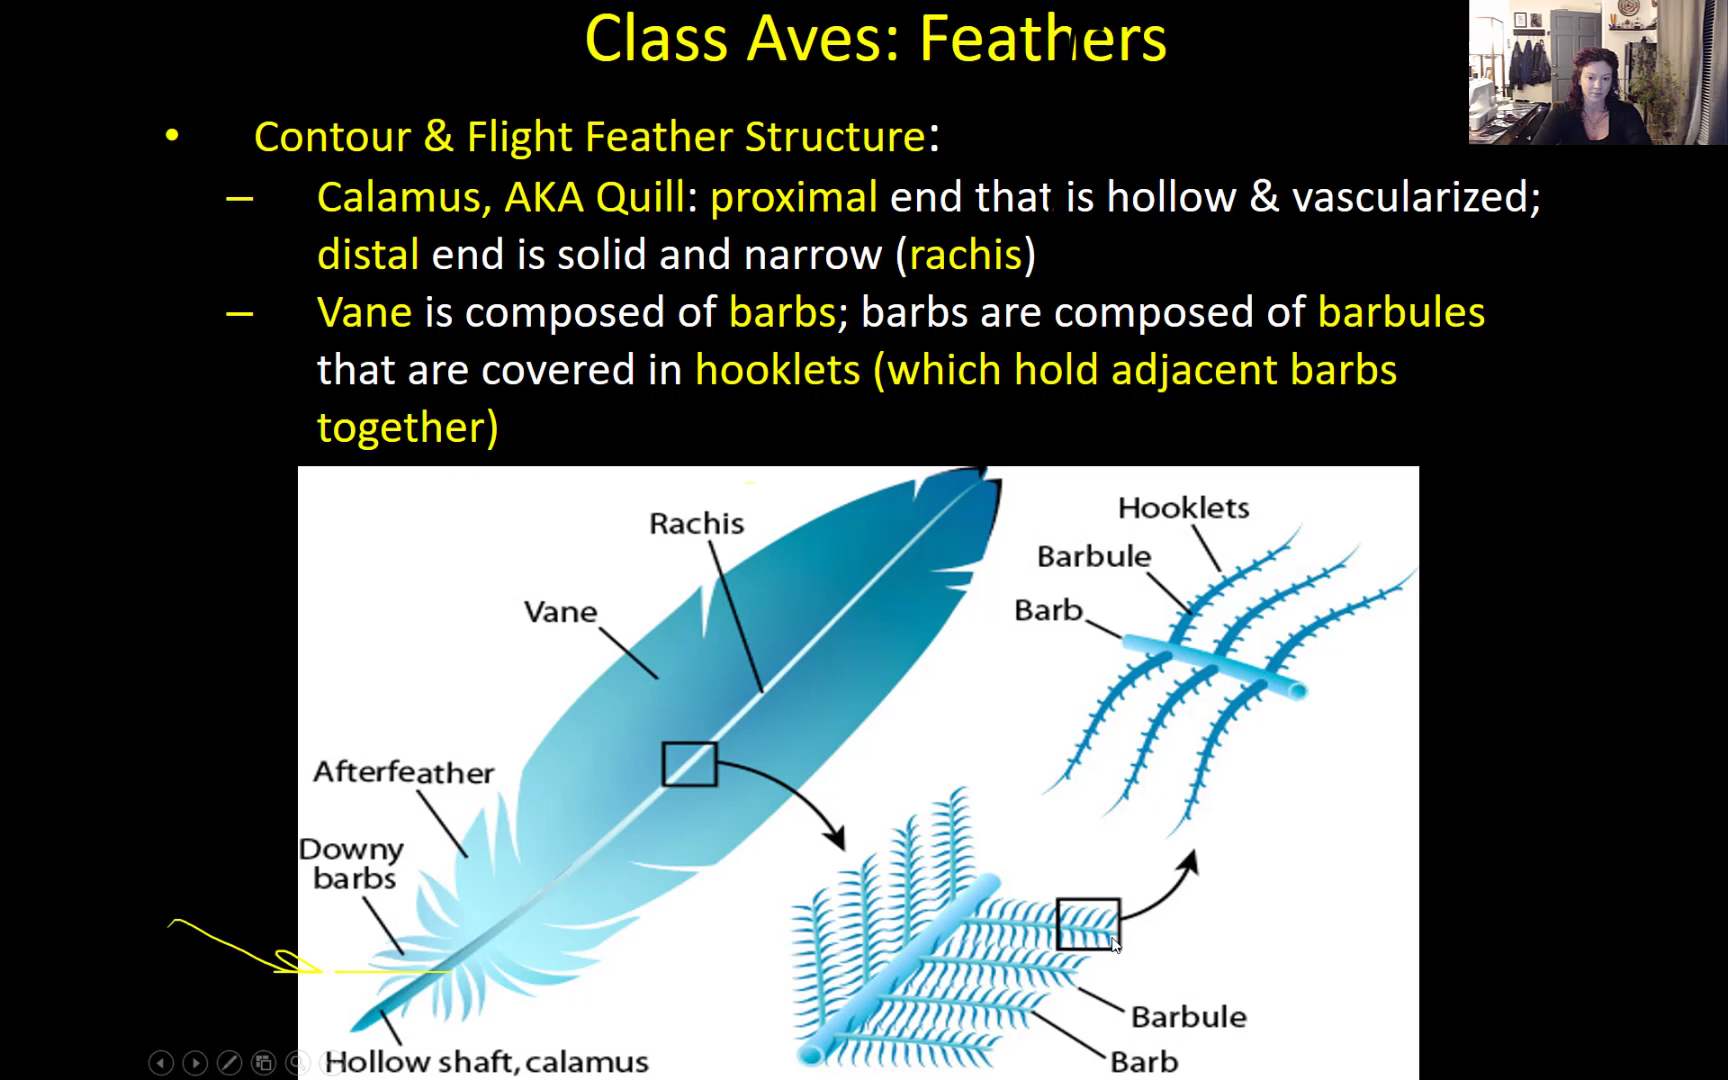 Class Aves: Feathers
• Contour & Flight Feather Structure:
– Calamus, AKA Quill: proximal end that is hollow & vascularized;
distal end is solid and narrow (rachis)
– Vane is composed of barbs; barbs are composed of barbules
that are covered in hooklets (which hold adjacent barbs
together)
Rachis
Vane
Afterfeather
Downy
barbs
Hollow shaft, calamus
Hooklets
Barbule
Barb
Barbule
Barb